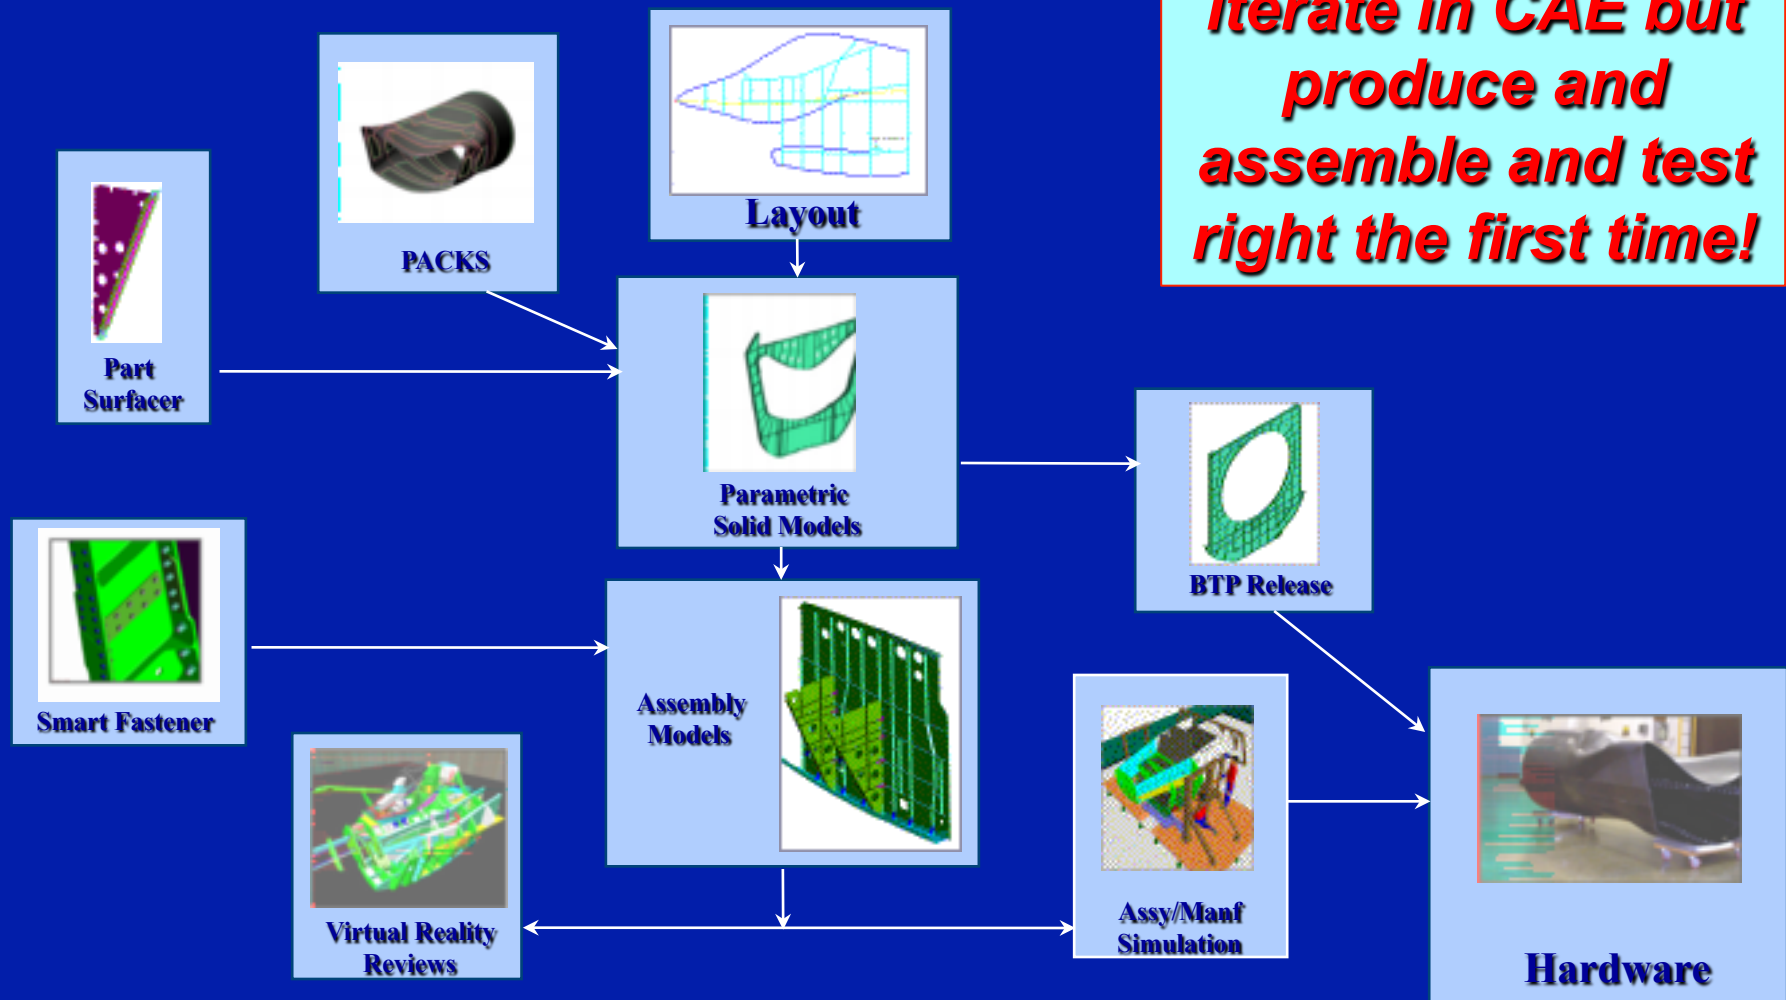 iterate in CAE but
produce and
assemble and test
right the first time!
Layout
PACKS
Part
Surfacer
Parametric
Solid Models
BTP Release
Smart Fastener
Assembly
Models
Virtual Reality
Reviews
Assy/Manf
Simulation
Hardware